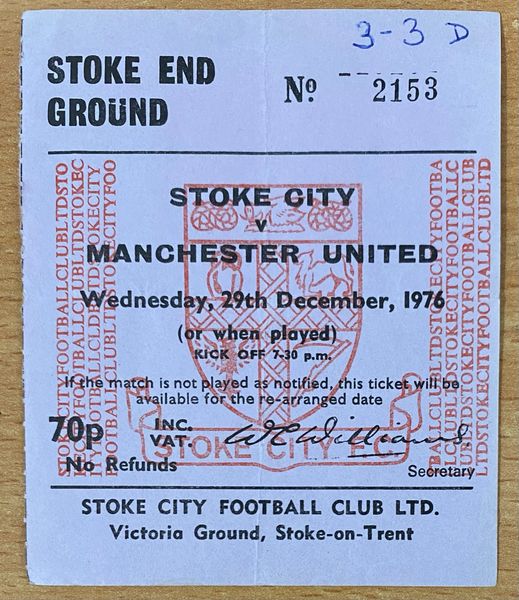 3-3 D
STOKE END
GROUND
Nº 2153
STOKE CITY
v
MANCHESTER UNITED
Wednesday, 29th December, 1976
(or when played)
KICK OFF 7-30 p.m.
If the match is not played as notified, this ticket will be
available for the re-arranged date
70p INC. VAT.
WC Williams
STOKE CITY F.C
No Refunds
Secretary
STOKE CITY FOOTBALL CLUB LTD.
Victoria Ground, Stoke-on-Trent